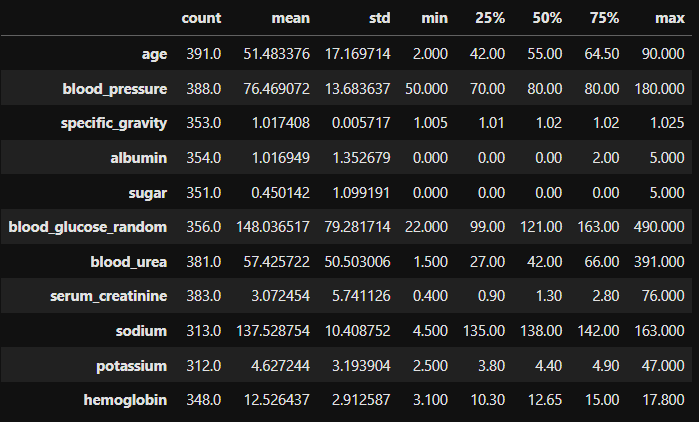 count mean std min 25% 50% 75% max
age 391.0 51.483376 17.169714 2.000 42.00 55.00 64.50 90.000
blood_pressure 388.0 76.469072 13.683637 50.000 70.00 80.00 80.00 180.000
specific_gravity 353.0 1.017408 0.005717 1.005 1.01 1.02 1.02 1.025
albumin 354.0 1.016949 1.352679 0.000 0.00 0.00 2.00 5.000
sugar 351.0 0.450142 1.099191 0.000 0.00 0.00 0.00 5.000
blood_glucose_random 356.0 148.036517 79.281714 22.000 99.00 121.00 163.00 490.000
blood_urea 381.0 57.425722 50.503006 1.500 27.00 42.00 66.00 391.000
serum_creatinine 383.0 3.072454 5.741126 0.400 0.90 1.30 2.80 76.000
sodium 313.0 137.528754 10.408752 4.500 135.00 138.00 142.00 163.000
potassium 312.0 4.627244 3.193904 2.500 3.80 4.40 4.90 47.000
hemoglobin 348.0 12.526437 2.912587 3.100 10.30 12.65 15.00 17.800